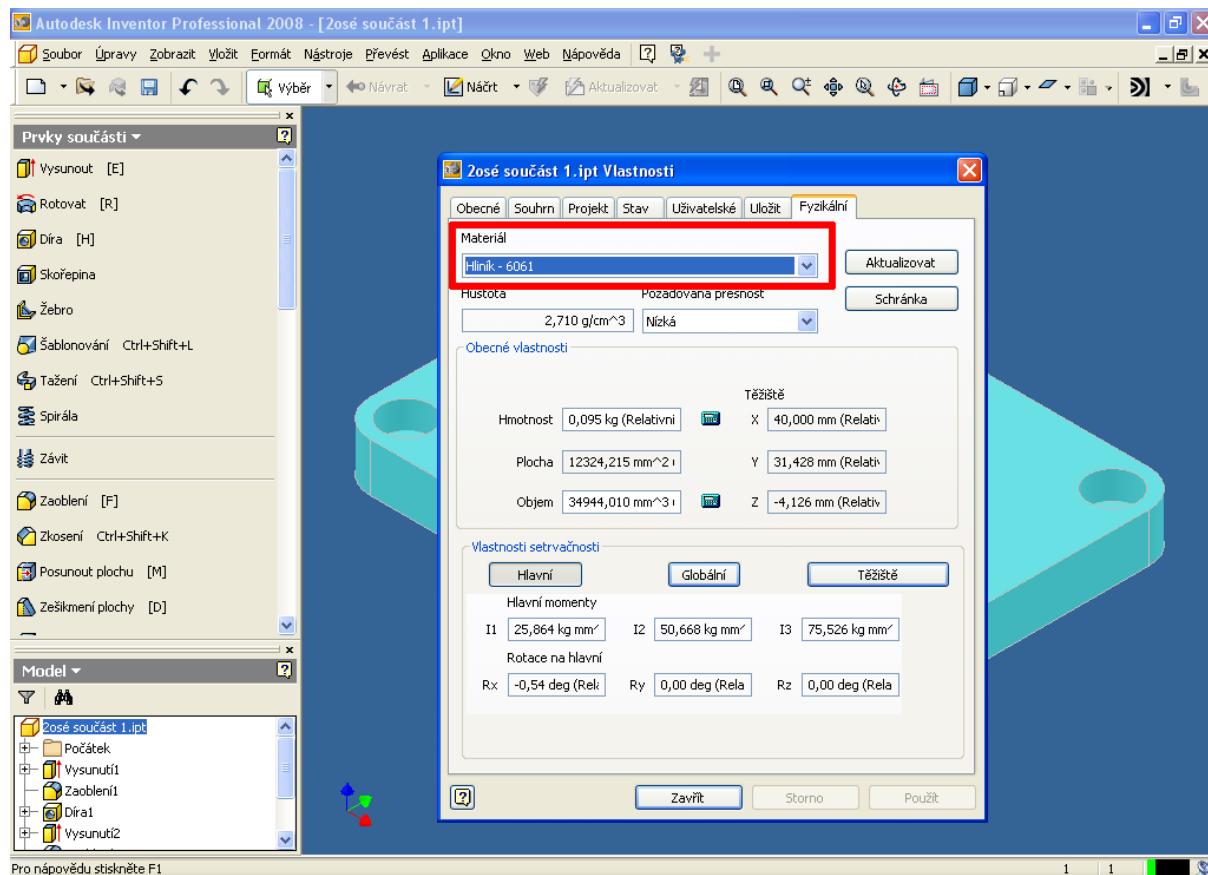 Autodesk Inventor Professional 2008 - [2osé součást 1.ipt]
Soubor Úpravy Zobrazit Vložit Formát Nástroje Převést Aplikace Okno Web Nápověda
Výběr Návrat Náčrt Aktualizovat
Prvky součásti
Vysunout [E]
Rotovat [R]
Díra [H]
Skořepina
Žebro
Šablonování Ctrl+Shift+L
Tažení Ctrl+Shift+S
Spirála
Závit
Zaoblení [F]
Zkosení Ctrl+Shift+K
Posunout plochu [M]
Zešikmení plochy [D]
Model
2osé součást 1.ipt
Počátek
Vysunutí1
Zaoblení1
Díra1
Vysunutí2
2osé součást 1.ipt Vlastnosti
Obecné Souhrn Projekt Stav Uživatelské Uložit Fyzikální
Materiál
Hliník - 6061
Aktualizovat
Hustota Požadovaná přesnost
Schránka
2,710 g/cm^3 Nízká
Obecné vlastnosti
Těžiště
Hmotnost 0,095 kg (Relativní X 40,000 mm (Relativ
Plocha 12324,215 mm^2 Y 31,428 mm (Relativ
Objem 34944,010 mm^3 Z -4,126 mm (Relativ
Vlastnosti setrvačnosti
Hlavní Globální Těžiště
Hlavní momenty
I1 25,864 kg mm^ I2 50,668 kg mm^ I3 75,526 kg mm^
Rotace na hlavní
Rx -0,54 deg (Rela Ry 0,00 deg (Rela Rz 0,00 deg (Rela
Zavřít Storno Použít
Pro nápovědu stiskněte F1
1 1